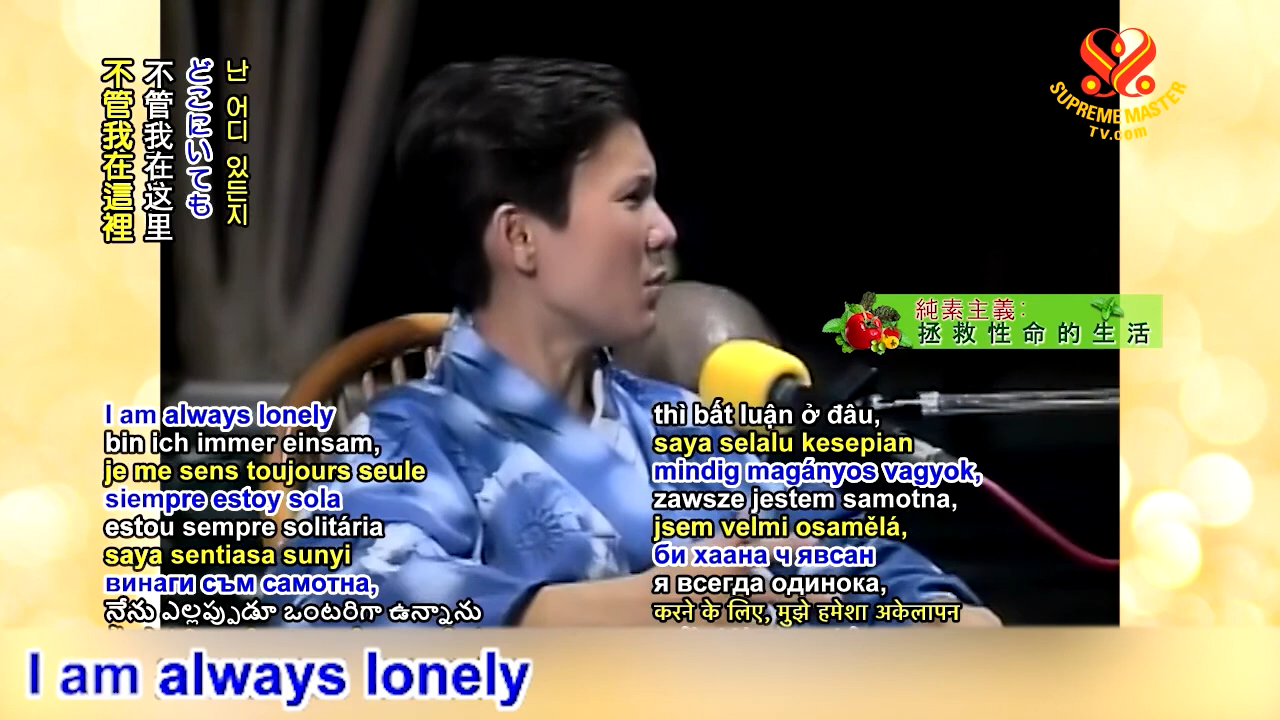 不管我在這裡
不管我在这里
どこにいても
난 어디 있든지
SUPREME MASTER
TV.com
純素主義:
拯救性命的生活
I am always lonely
bin ich immer einsam,
je me sens toujours seule
siempre estoy sola
estou sempre solitária
saya sentiasa sunyi
винаги съм самотна,
నేను ఎల్లప్పుడూ ఒంటరిగా ఉన్నాను
thì bất luận ở đâu,
saya selalu kesepian
mindig magányos vagyok,
zawsze jestem samotna,
jsem velmi osamělá,
би хаана ч явсан
я всегда одинока,
करने के लिए, मुझे हमेशा अकेलापन
I am always lonely